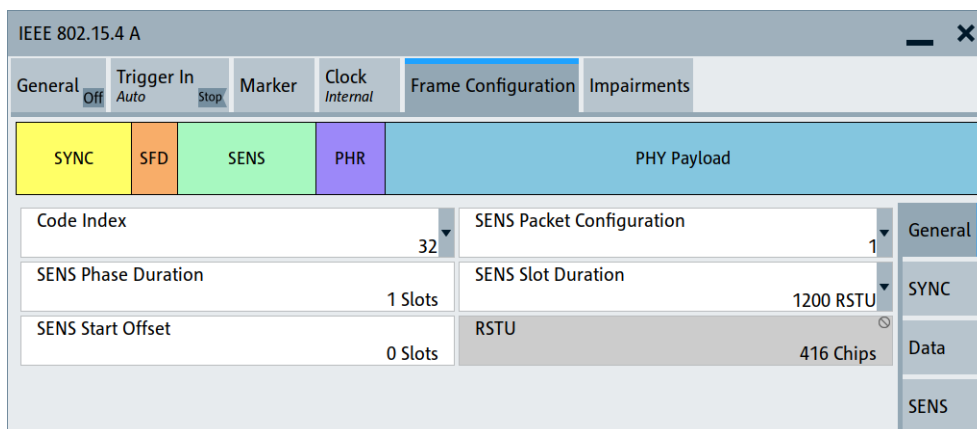 IEEE 802.15.4 A
General Off
Trigger In
Auto Stop
Marker
Clock
Internal
Frame Configuration
Impairments
SYNC SFD SENS PHR PHY Payload
Code Index
32
SENS Packet Configuration
1
General
SENS Phase Duration
1 Slots
SENS Slot Duration
1200 RSTU
SYNC
SENS Start Offset
0 Slots
RSTU
416 Chips
Data
SENS